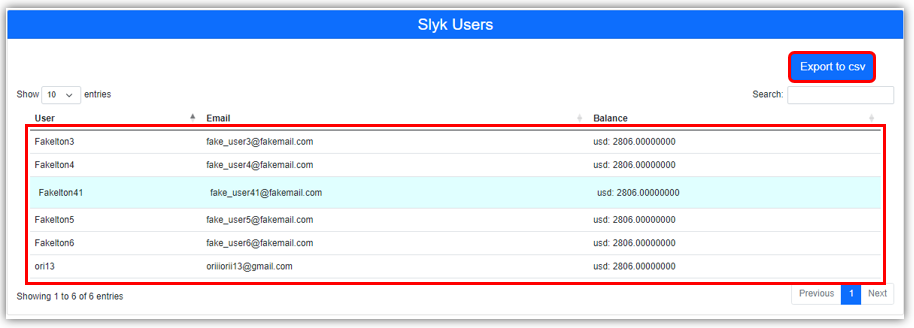 Slyk Users
Export to csv
Show 10 entries Search:
User Email Balance
Fakelton3 fake_user3@fakemail.com usd: 2806.00000000
Fakelton4 fake_user4@fakemail.com usd: 2806.00000000
Fakelton41 fake_user41@fakemail.com usd: 2806.00000000
Fakelton5 fake_user5@fakemail.com usd: 2806.00000000
Fakelton6 fake_user6@fakemail.com usd: 2806.00000000
ori13 oriiiorii13@gmail.com usd: 2806.00000000
Showing 1 to 6 of 6 entries Previous 1 Next